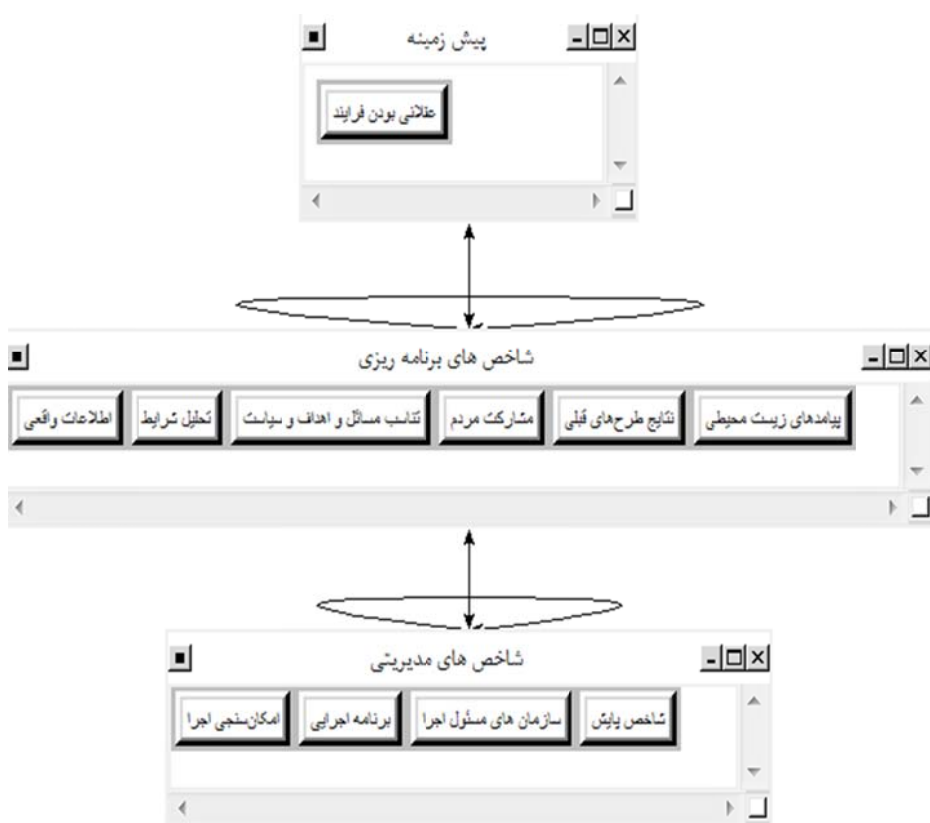 پیش زمینه
عقلانی بودن فرایند
شاخص های برنامه ریزی
پیامدهای زیست محیطی
نتایج طرح‌های قبلی
مشارکت مردم
تناسب مسائل و اهداف و سیاست
تحلیل شرایط
اطلاعات واقعی
شاخص های مدیریتی
شاخص پایش
سازمان های مسئول اجرا
برنامه اجرایی
امکان‌سنجی اجرا